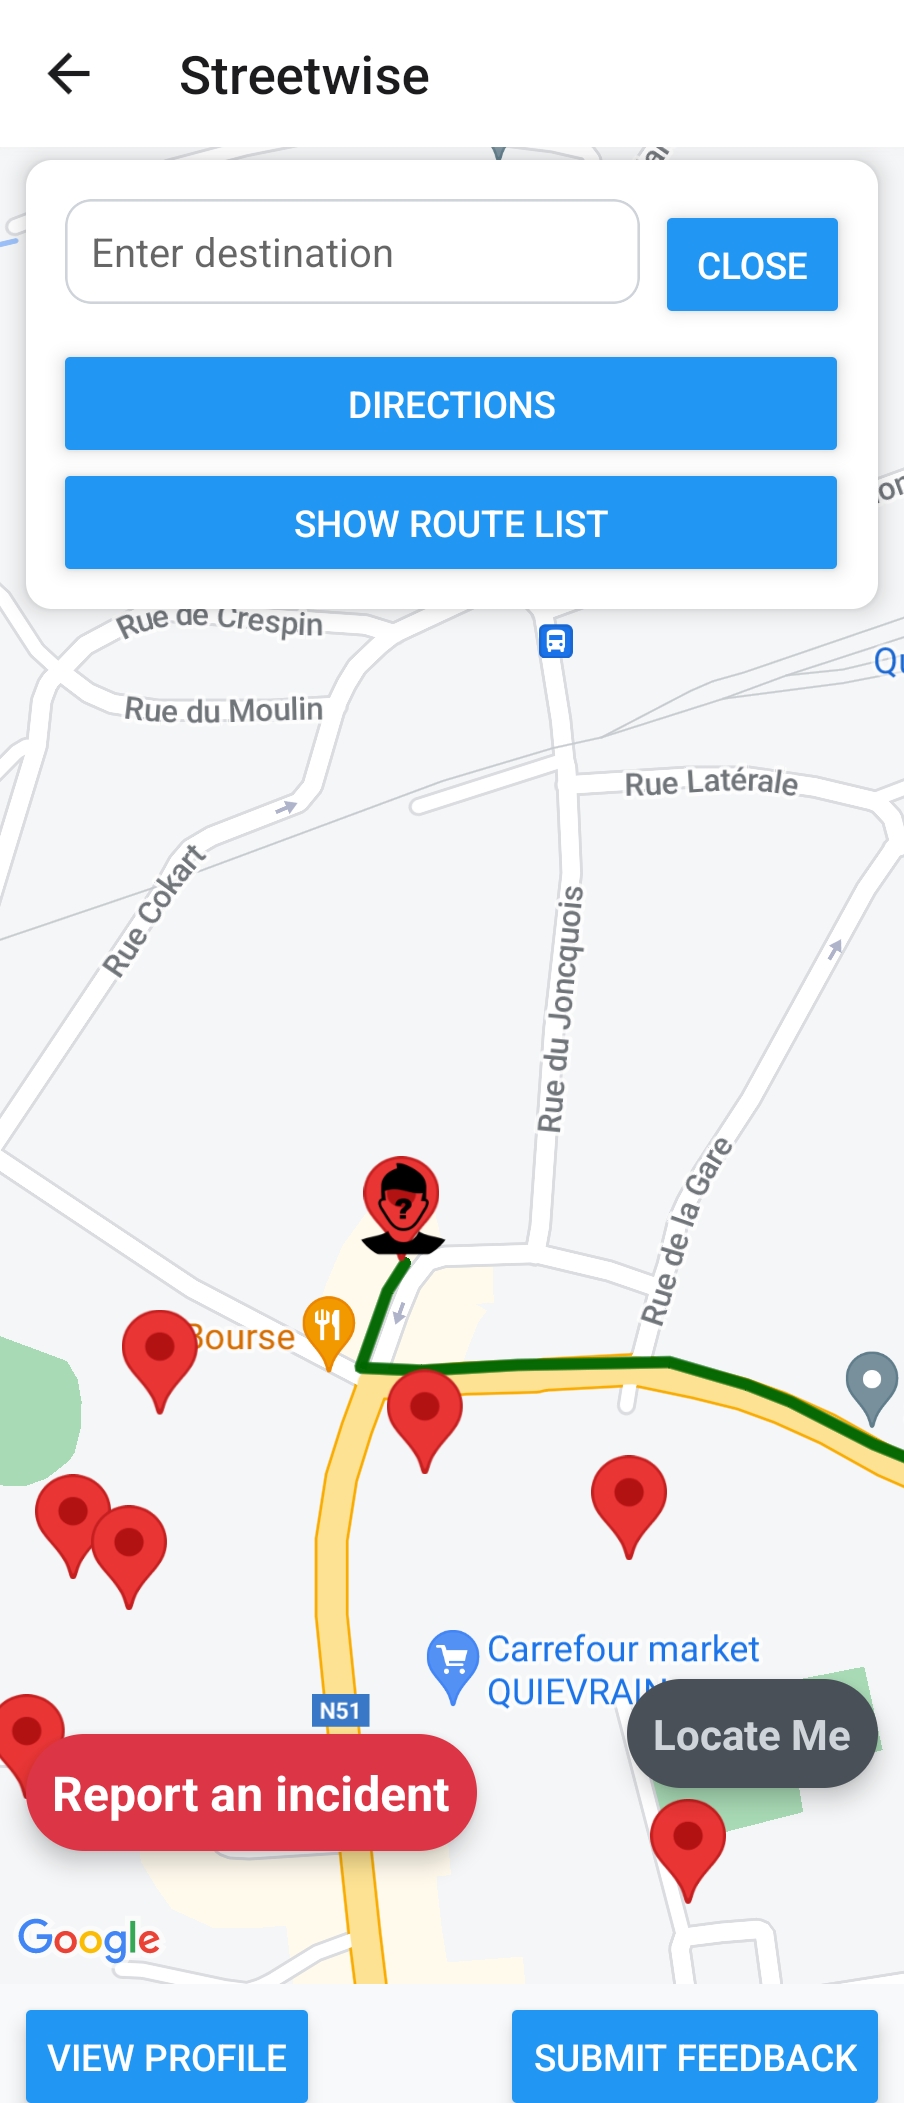 Streetwise
Enter destination
CLOSE
DIRECTIONS
SHOW ROUTE LIST
Rue de Crespin
Rue du Moulin
Rue Latérale
Rue Cokart
Rue du Joncquois
Rue de la Gare
?
Bourse
Carrefour market
QUIEVRAIN
N51
Locate Me
Report an incident
Google
VIEW PROFILE
SUBMIT FEEDBACK